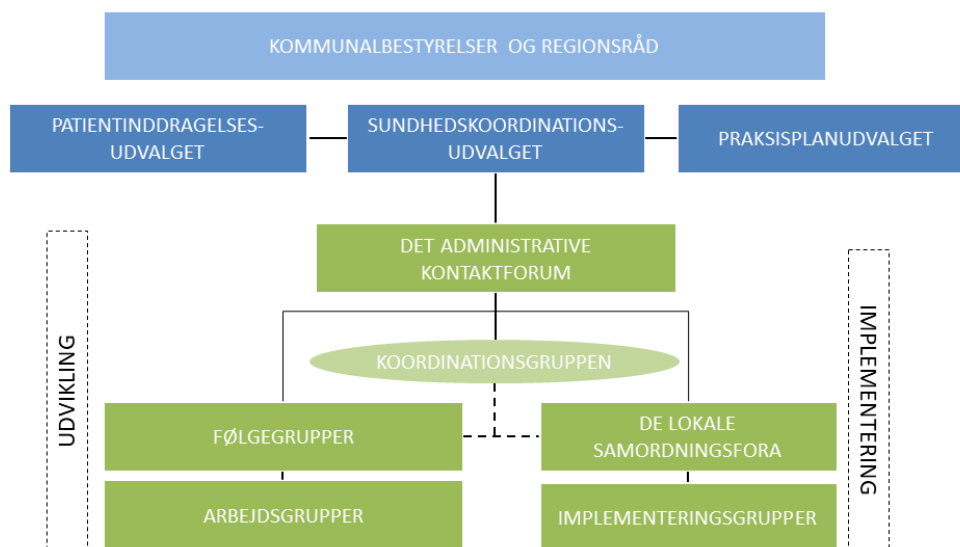 KOMMUNALBESTYRELSER OG REGIONSRÅD
PATIENTINDDRAGELSES-
UDVALGET
SUNDHEDSKOORDINATIONS-
UDVALGET
PRAKSISPLANUDVALGET
DET ADMINISTRATIVE
KONTAKTFORUM
UDVIKLING
IMPLEMENTERING
KOORDINATIONSGRUPPEN
FØLGEGRUPPER
DE LOKALE
SAMORDNINGSFORA
ARBEJDSGRUPPER
IMPLEMENTERINGSGRUPPER